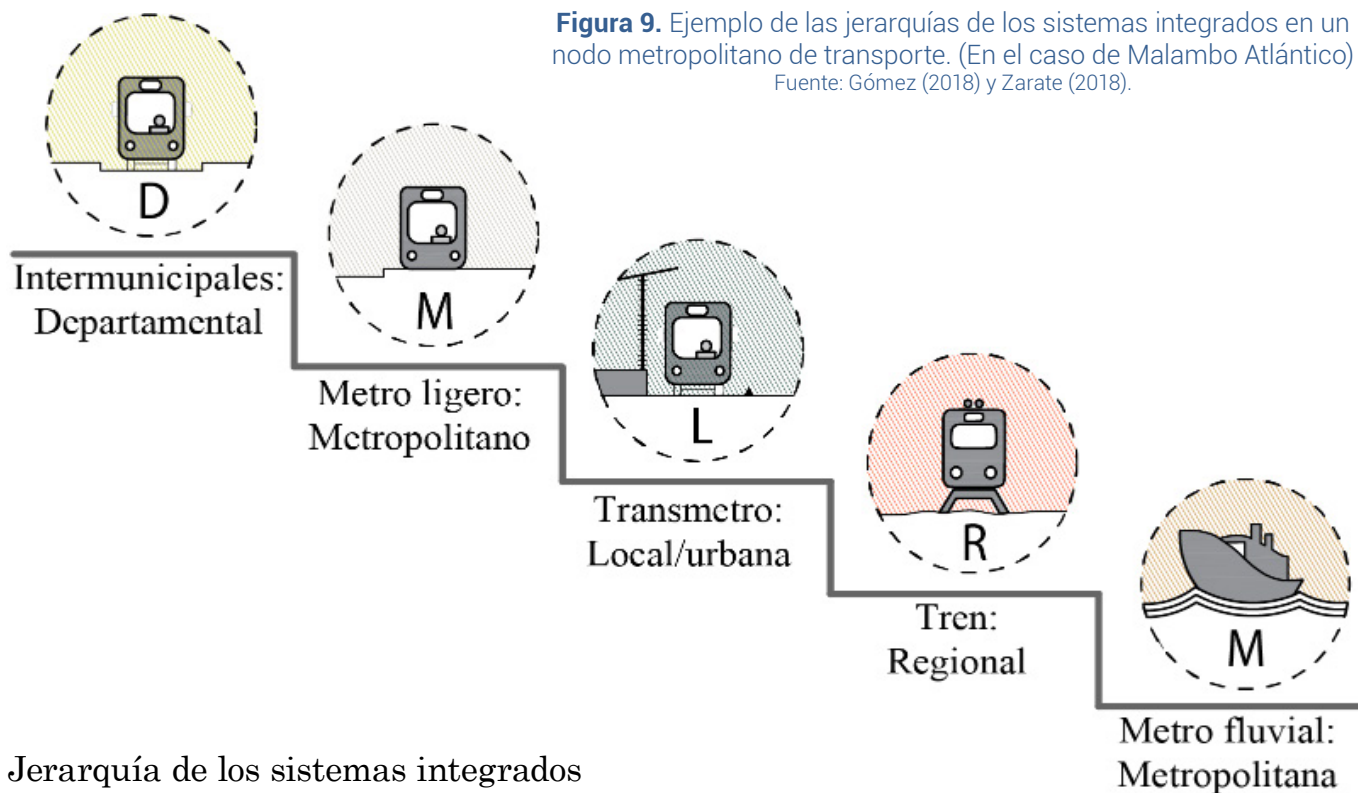 Figura 9. Ejemplo de las jerarquías de los sistemas integrados en un
nodo metropolitano de transporte. (En el caso de Malambo Atlántico)
Fuente: Gómez (2018) y Zarate (2018).
D
Intermunicipales:
Departamental
M
Metro ligero:
Metropolitano
L
Transmetro:
Local/urbana
R
Tren:
Regional
M
Metro fluvial:
Metropolitana
Jerarquía de los sistemas integrados